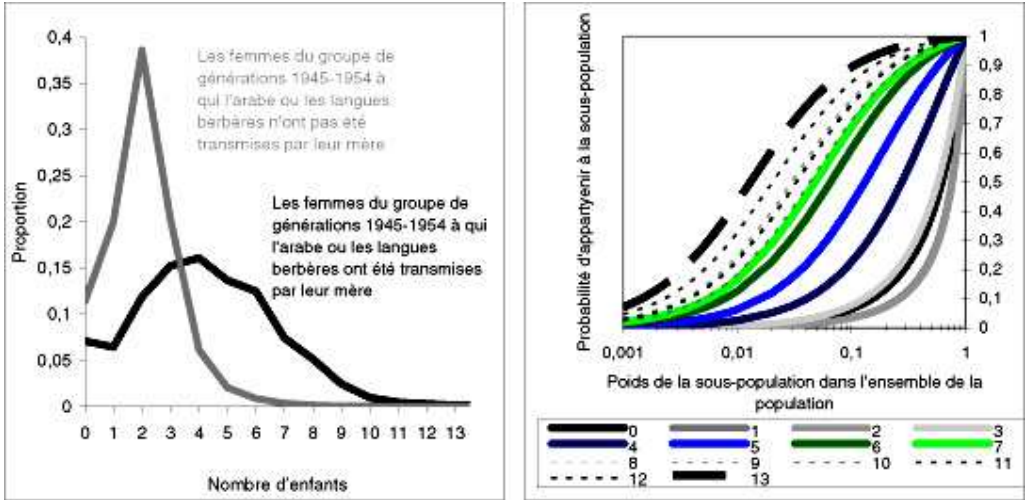 0,4
0,35
0,3
0,25
0,2
0,15
0,1
0,05
0
Proportion
Les femmes du groupe de
générations 1945-1954 à
qui l'arabe ou les langues
berbères n'ont pas été
transmises par leur mère
Les femmes du groupe de
générations 1945-1954 à qui
l'arabe ou les langues
berbères ont été transmises
par leur mère
0 1 2 3 4 5 6 7 8 9 10 11 12 13
Nombre d'enfants
Probabilité d'appartyenir à la sous-population
1
0,9
0,8
0,7
0,6
0,5
0,4
0,3
0,2
0,1
0
0,001 0,01 0,1 1
Poids de la sous-population dans l'ensemble de la
population
0 1 2 3
4 5 6 7
8 9 10 11
12 13